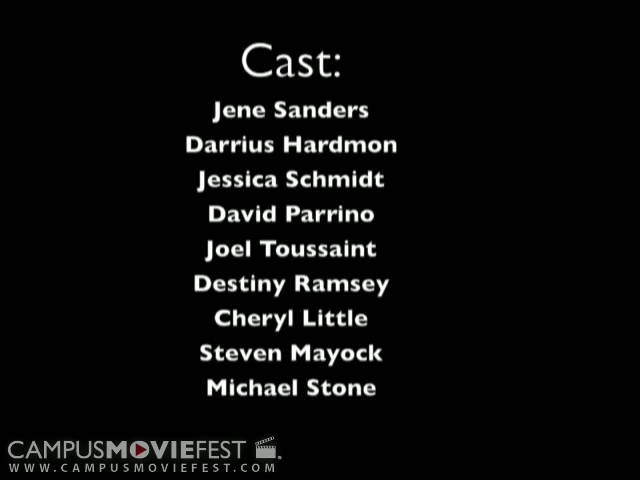 Cast:
Jene Sanders
Darrius Hardmon
Jessica Schmidt
David Parrino
Joel Toussaint
Destiny Ramsey
Cheryl Little
Steven Mayock
Michael Stone
CAMPUSMOVIEFEST
WWW.CAMPUSMOVIEFEST.COM